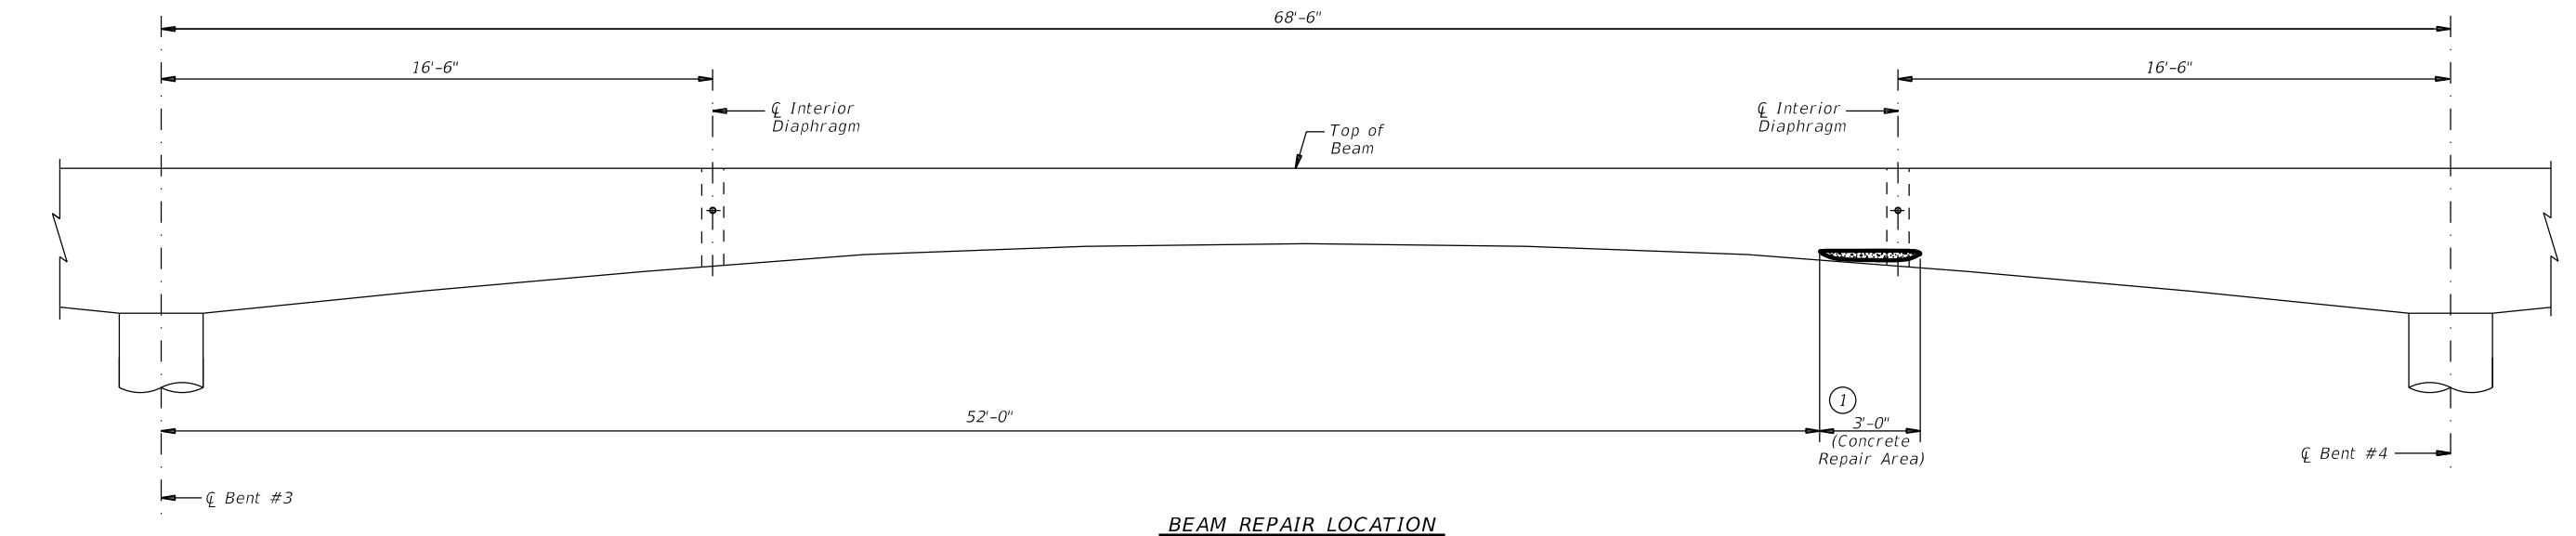 68'-6"
16'-6"
16'-6"
℄ Interior
Diaphragm
℄ Interior
Diaphragm
Top of
Beam
1
52'-0"
3'-0"
(Concrete
Repair Area)
℄ Bent #4
℄ Bent #3
BEAM REPAIR LOCATION